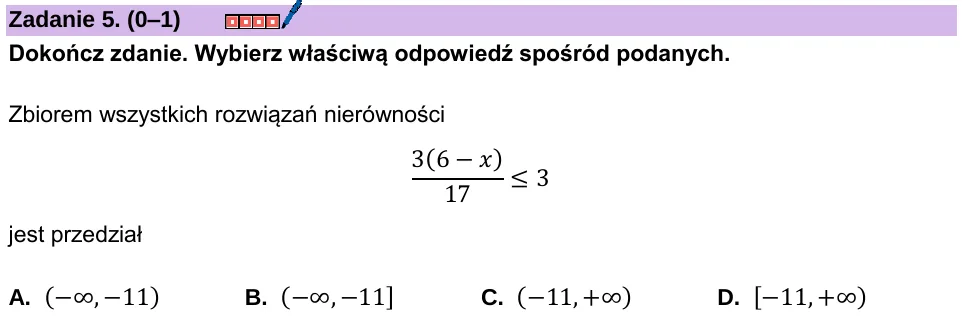 Zadanie 5. (0–1)
Dokończ zdanie. Wybierz właściwą odpowiedź spośród podanych.
Zbiorem wszystkich rozwiązań nierówności
3(6 − x)
17
≤ 3
jest przedział
A. (−∞, −11) B. (−∞, −11] C. (−11, +∞) D. [−11, +∞)